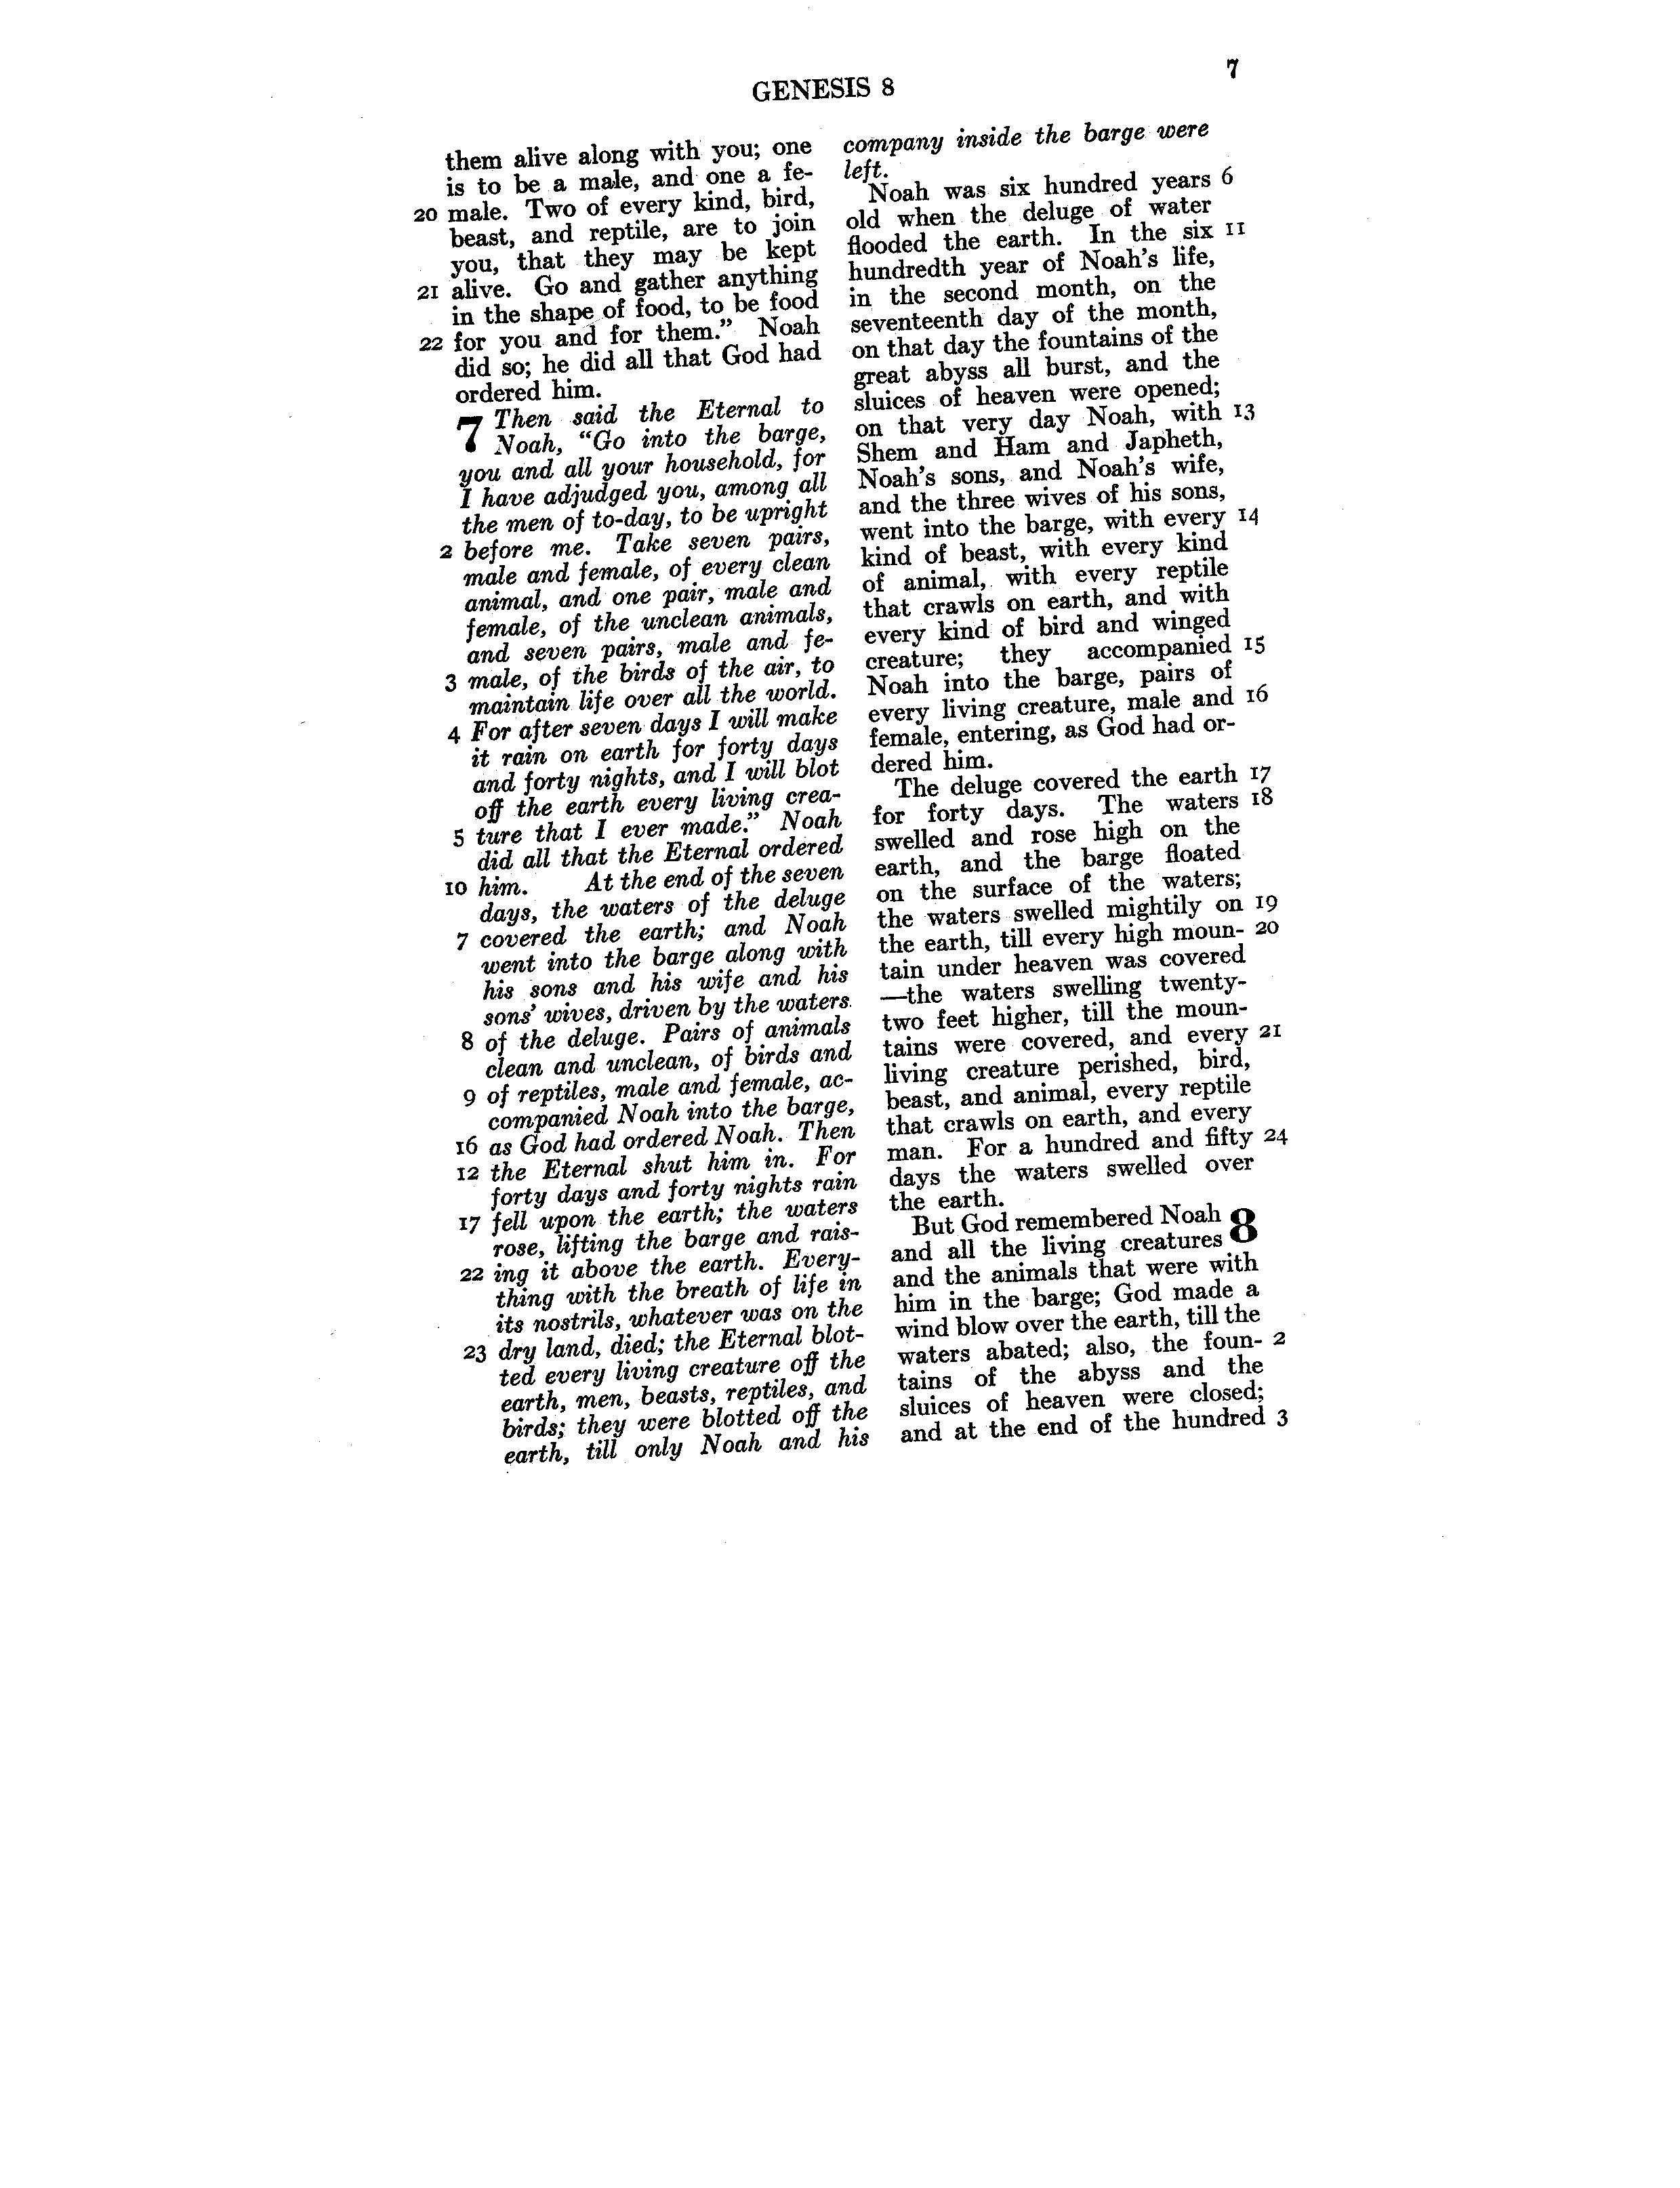 GENESIS 8
7
them alive along with you; one
is to be a male, and one a fe-
20 male. Two of every kind, bird,
beast, and reptile, are to join
you, that they may be kept
21 alive. Go and gather anything
in the shape of food, to be food
22 for you and for them.” Noah
did so; he did all that God had
ordered him.
7 Then said the Eternal to
Noah, “Go into the barge,
you and all your household, for
I have adjudged you, among all
the men of to-day, to be upright
2 before me. Take seven pairs,
male and female, of every clean
animal, and one pair, male and
female, of the unclean animals,
and seven pairs, male and fe-
3 male, of the birds of the air, to
maintain life over all the world.
4 For after seven days I will make
it rain on earth for forty days
and forty nights, and I will blot
off the earth every living crea-
5 ture that I ever made.” Noah
did all that the Eternal ordered
10 him. At the end of the seven
days, the waters of the deluge
7 covered the earth; and Noah
went into the barge along with
his sons and his wife and his
sons’ wives, driven by the waters
8 of the deluge. Pairs of animals
clean and unclean, of birds and
9 of reptiles, male and female, ac-
companied Noah into the barge,
16 as God had ordered Noah. Then
12 the Eternal shut him in. For
forty days and forty nights rain
17 fell upon the earth; the waters
rose, lifting the barge and rais-
22 ing it above the earth. Every-
thing with the breath of life in
its nostrils, whatever was on the
23 dry land, died; the Eternal blot-
ted every living creature off the
earth, men, beasts, reptiles, and
birds; they were blotted off the
earth, till only Noah and his
company inside the barge were
left.
Noah was six hundred years 6
old when the deluge of water
flooded the earth. In the six 11
hundredth year of Noah’s life,
in the second month, on the
seventeenth day of the month,
on that day the fountains of the
great abyss all burst, and the
sluices of heaven were opened;
on that very day Noah, with 13
Shem and Ham and Japheth,
Noah’s sons, and Noah’s wife,
and the three wives of his sons,
went into the barge, with every 14
kind of beast, with every kind
of animal, with every reptile
that crawls on earth, and with
every kind of bird and winged
creature; they accompanied 15
Noah into the barge, pairs of
every living creature, male and 16
female, entering, as God had or-
dered him.
The deluge covered the earth 17
for forty days. The waters 18
swelled and rose high on the
earth, and the barge floated
on the surface of the waters;
the waters swelled mightily on 19
the earth, till every high moun- 20
tain under heaven was covered
—the waters swelling twenty-
two feet higher, till the moun-
tains were covered, and every 21
living creature perished, bird,
beast, and animal, every reptile
that crawls on earth, and every
man. For a hundred and fifty 24
days the waters swelled over
the earth.
But God remembered Noah 8
and all the living creatures
and the animals that were with
him in the barge; God made a
wind blow over the earth, till the
waters abated; also, the foun- 2
tains of the abyss and the
sluices of heaven were closed;
and at the end of the hundred 3